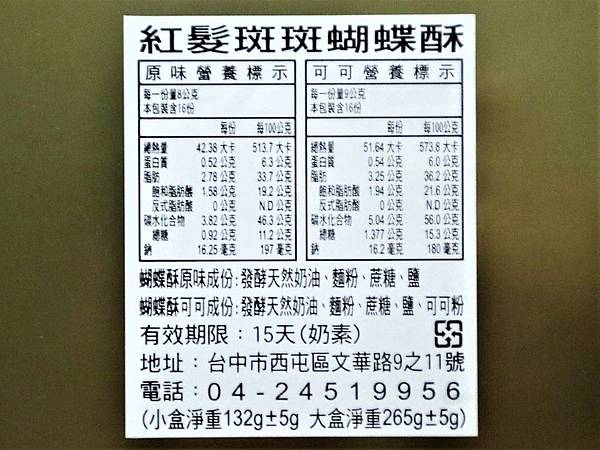 紅髮斑斑蝴蝶酥
原味營養標示
每一份量8公克
本包裝含16份
每份 每100公克
總熱量 42.38 大卡 513.7 大卡
蛋白質 0.52 公克 6.3 公克
脂肪 2.78 公克 33.7 公克
飽和脂肪酸 1.58 公克 19.2 公克
反式脂肪酸 0 公克 N.D 公克
碳水化合物 3.82 公克 46.3 公克
總糖 0.92 公克 11.2 公克
鈉 16.25 毫克 197 毫克
可可營養標示
每一份量9公克
本包裝含16份
每份 每100公克
總熱量 51.64 大卡 573.8 大卡
蛋白質 0.54 公克 6.0 公克
脂肪 3.25 公克 36.2 公克
飽和脂肪酸 1.94 公克 21.6 公克
反式脂肪酸 0 公克 N.D 公克
碳水化合物 5.04 公克 56.0 公克
總糖 1.377 公克 15.3 公克
鈉 16.2 毫克 180 毫克
蝴蝶酥原味成份:發酵天然奶油、麵粉、蔗糖、鹽
蝴蝶酥可可成份:發酵天然奶油、麵粉、蔗糖、鹽、可可粉
有效期限：15天(奶素)
地址：台中市西屯區文華路9之11號
電話：04-24519956
(小盒淨重132g±5g 大盒淨重265g±5g)